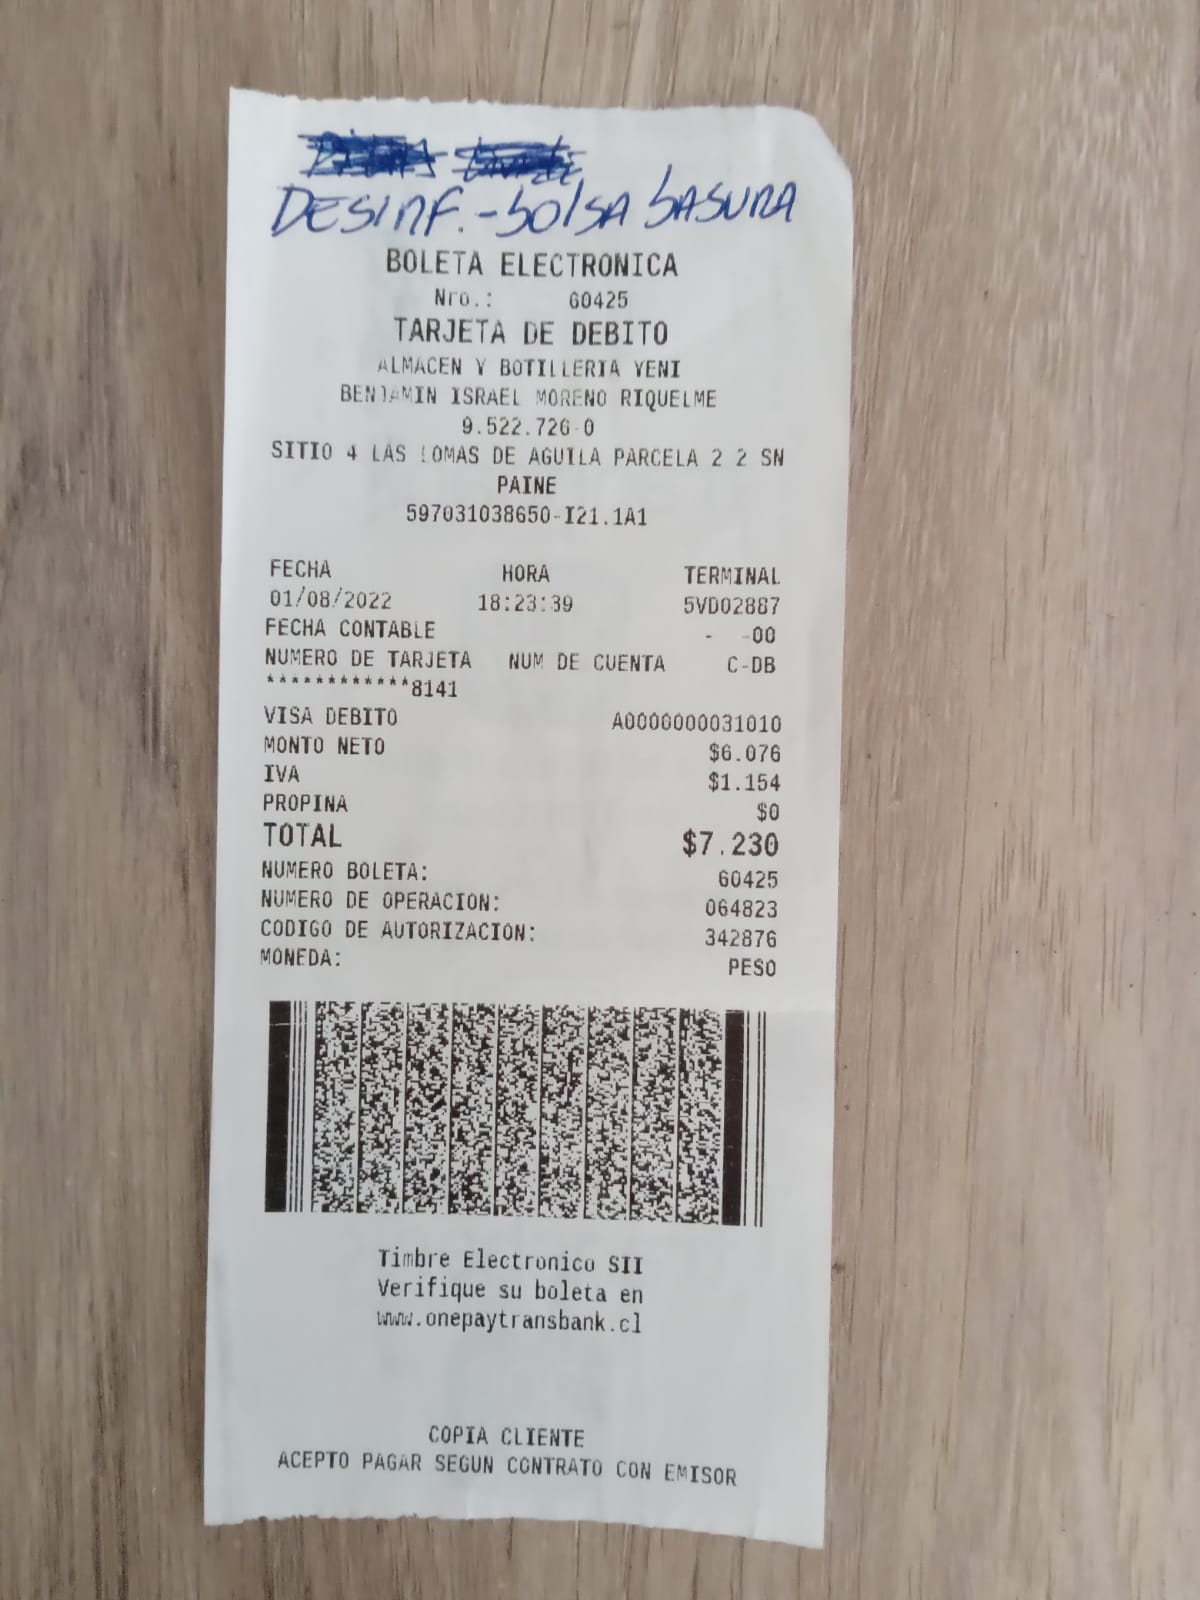 DESINF.-bolsa basura
BOLETA ELECTRONICA
Nro.: 60425
TARJETA DE DEBITO
ALMACEN Y BOTILLERIA YENI
BENJAMIN ISRAEL MORENO RIQUELME
9.522.726-0
SITIO 4 LAS LOMAS DE AGUILA PARCELA 2 2 SN
PAINE
597031038650-I21.1A1
FECHA HORA TERMINAL
01/08/2022 18:23:39 5VD02887
FECHA CONTABLE - -00
NUMERO DE TARJETA NUM DE CUENTA C-DB
************8141
VISA DEBITO A0000000031010
MONTO NETO $6.076
IVA $1.154
PROPINA $0
TOTAL $7.230
NUMERO BOLETA: 60425
NUMERO DE OPERACION: 064823
CODIGO DE AUTORIZACION: 342876
MONEDA: PESO
Timbre Electronico SII
Verifique su boleta en
www.onepaytransbank.cl
COPIA CLIENTE
ACEPTO PAGAR SEGUN CONTRATO CON EMISOR